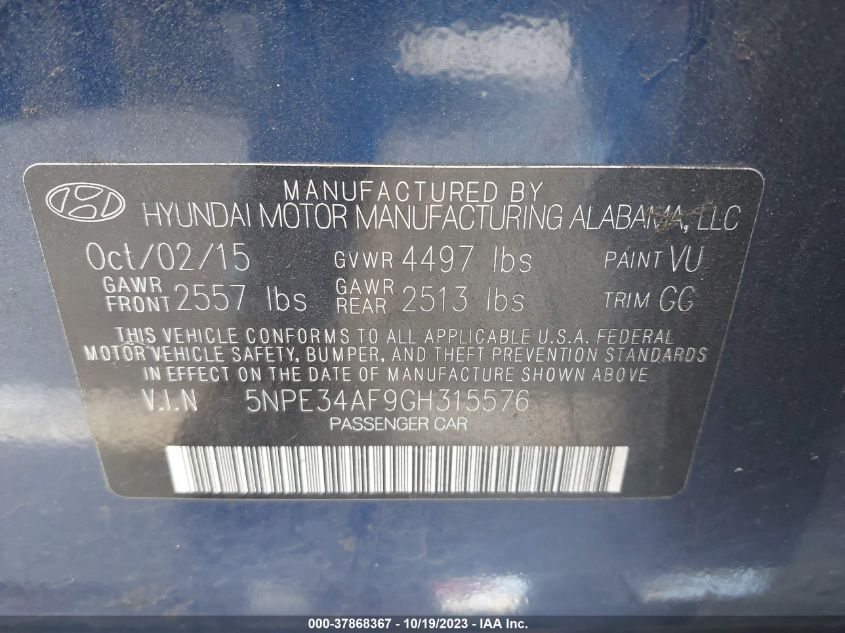 MANUFACTURED BY
HYUNDAI MOTOR MANUFACTURING ALABAMA, LLC
Oct/02/15 GVWR 4497 lbs PAINT VU
GAWR FRONT 2557 lbs GAWR REAR 2513 lbs TRIM GG
THIS VEHICLE CONFORMS TO ALL APPLICABLE U.S.A. FEDERAL
MOTOR VEHICLE SAFETY, BUMPER, AND THEFT PREVENTION STANDARDS
IN EFFECT ON THE DATE OF MANUFACTURE SHOWN ABOVE
V.I.N 5NPE34AF9GH315576
PASSENGER CAR
000-37868367 - 10/19/2023 - IAA Inc.